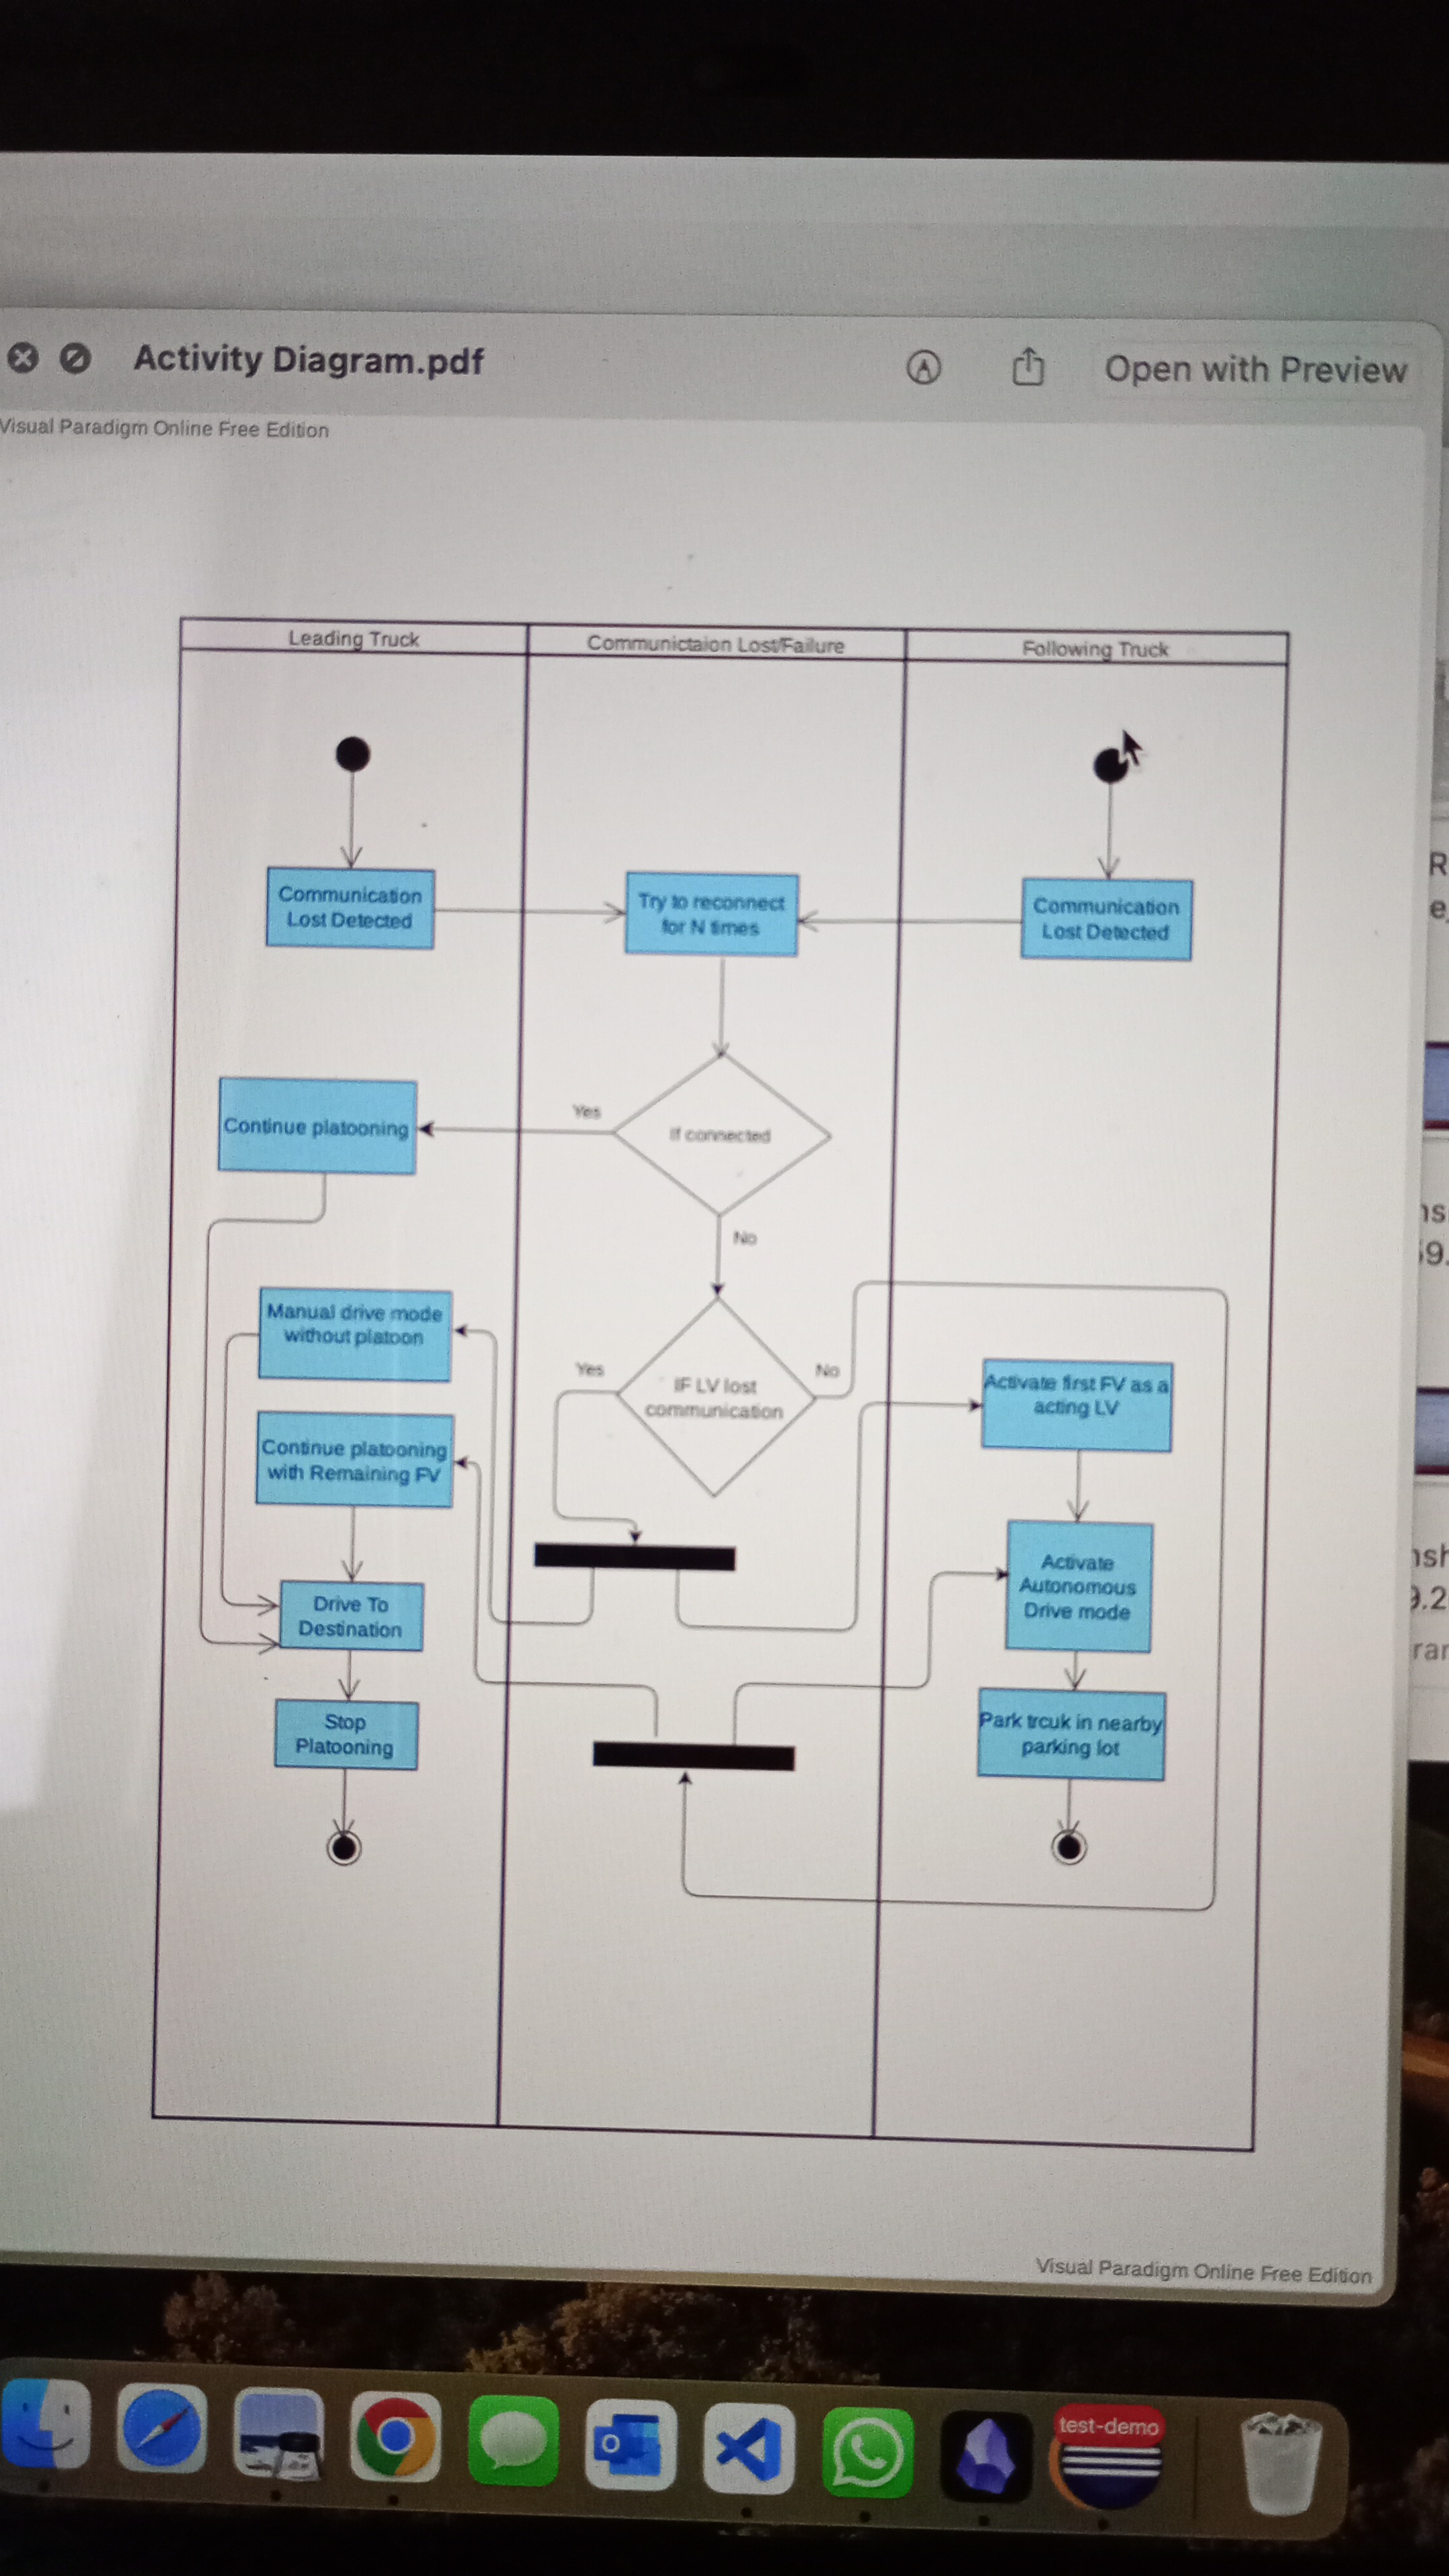 Activity Diagram.pdf
Open with Preview
Visual Paradigm Online Free Edition
Leading Truck
Communictaion Lost/Failure
Following Truck
Communication
Lost Detected
Try to reconnect
for N times
Communication
Lost Detected
Continue platooning
Yes
If connected
No
Manual drive mode
without platoon
Yes
IF LV lost
communication
No
Activate first FV as a
acting LV
Continue platooning
with Remaining FV
Activate
Autonomous
Drive mode
Drive To
Destination
Stop
Platooning
Park trcuk in nearby
parking lot
Visual Paradigm Online Free Edition
test-demo